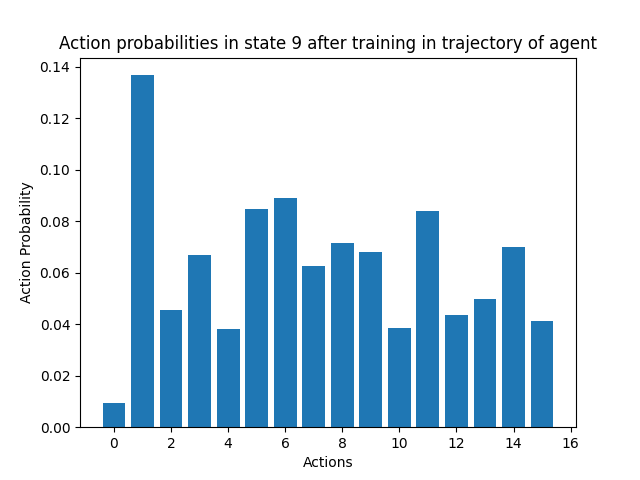 Action probabilities in state 9 after training in trajectory of agent
0.14
0.12
0.10
0.08
0.06
0.04
0.02
0.00
Action Probability
0 2 4 6 8 10 12 14 16
Actions